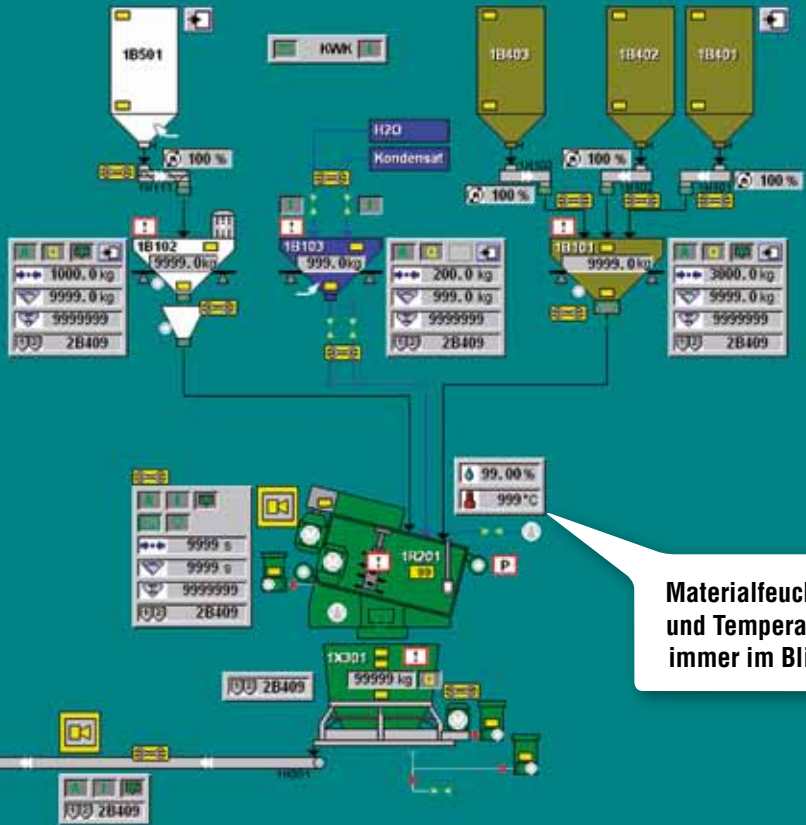 1B501
KWK
1B403
1B402
1B401
H2O
Kondensat
100 %
100 %
100 %
100 %
1B102
9999.0kg
1B103
999.0kg
1B101
9999.0kg
1000.0 kg
9999.0 kg
9999999
2B409
200.0 kg
999.0 kg
9999999
2B409
3800.0 kg
9999.0 kg
9999999
2B409
99.00 %
999°C
9999 s
9999 s
9999999
2B409
1R201
99
P
1X301
99999 kg
2B409
2B409
Materialfeuch
und Tempera
immer im Bli